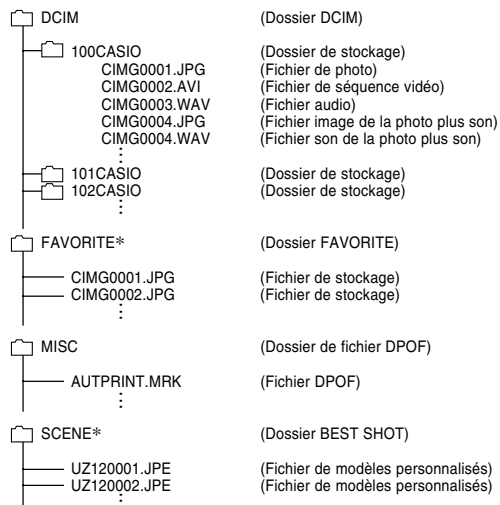 DCIM (Dossier DCIM)
100CASIO (Dossier de stockage)
CIMG0001.JPG (Fichier de photo)
CIMG0002.AVI (Fichier de séquence vidéo)
CIMG0003.WAV (Fichier audio)
CIMG0004.JPG (Fichier image de la photo plus son)
CIMG0004.WAV (Fichier son de la photo plus son)
101CASIO (Dossier de stockage)
102CASIO (Dossier de stockage)
FAVORITE* (Dossier FAVORITE)
CIMG0001.JPG (Fichier de stockage)
CIMG0002.JPG (Fichier de stockage)
MISC (Dossier de fichier DPOF)
AUTPRINT.MRK (Fichier DPOF)
SCENE* (Dossier BEST SHOT)
UZ120001.JPE (Fichier de modèles personnalisés)
UZ120002.JPE (Fichier de modèles personnalisés)